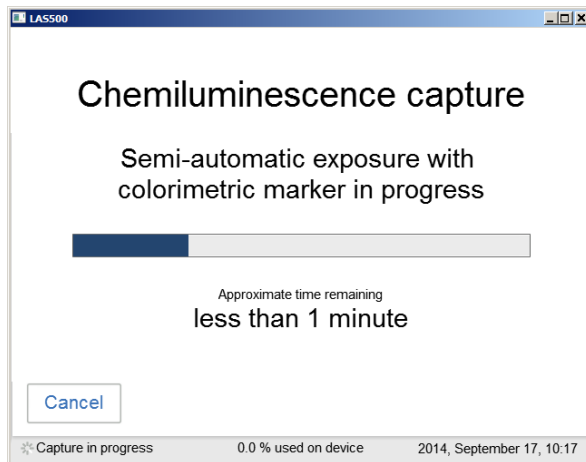 LAS500
Chemiluminescence capture
Semi-automatic exposure with
colorimetric marker in progress
Approximate time remaining
less than 1 minute
Cancel
Capture in progress 0.0 % used on device 2014, September 17, 10:17